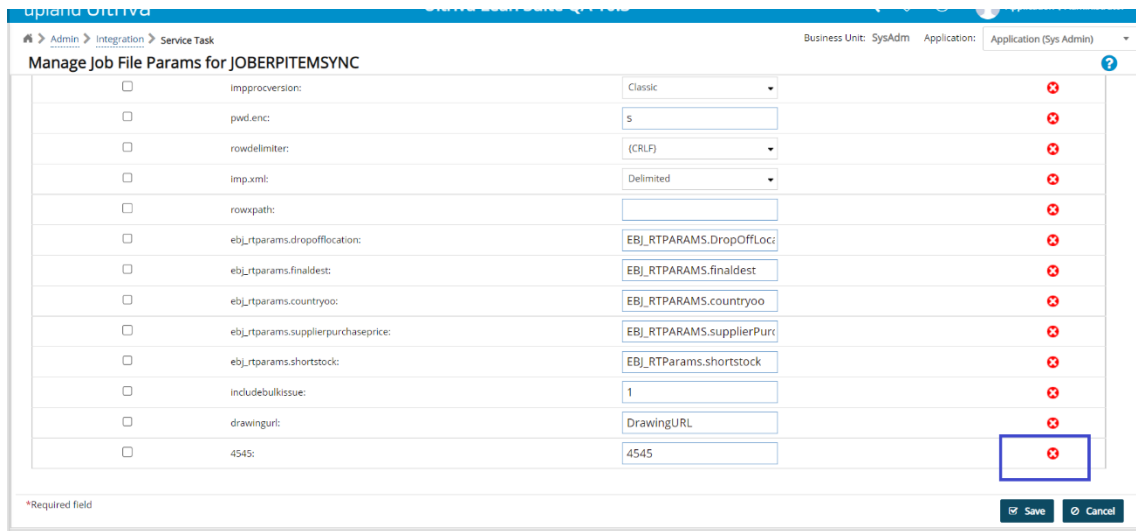 upland Ultriva
Admin > Integration > Service Task
Business Unit: SysAdm Application: Application (Sys Admin)
Manage Job File Params for JOBERPITEMSYNC
impprocversion: Classic
pwd.enc: s
rowdelimiter: {CRLF}
imp.xml: Delimited
rowxpath:
ebj_rtparams.dropofflocation: EBJ_RTPARAMS.DropOffLoca
ebj_rtparams.finaldest: EBJ_RTPARAMS.finaldest
ebj_rtparams.countryoo: EBJ_RTPARAMS.countryoo
ebj_rtparams.supplierpurchaseprice: EBJ_RTPARAMS.supplierPurc
ebj_rtparams.shortstock: EBJ_RTParams.shortstock
includebulkissue: 1
drawingurl: DrawingURL
4545: 4545
*Required field
Save Cancel